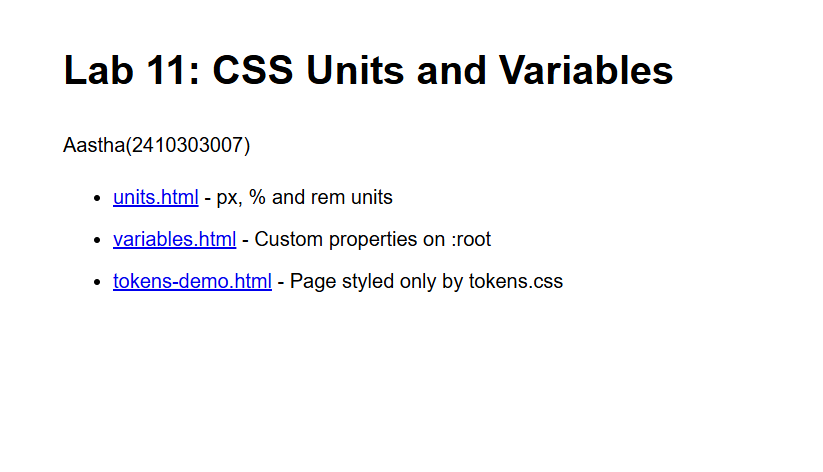 Lab 11: CSS Units and Variables
Aastha(2410303007)
• units.html - px, % and rem units
• variables.html - Custom properties on :root
• tokens-demo.html - Page styled only by tokens.css